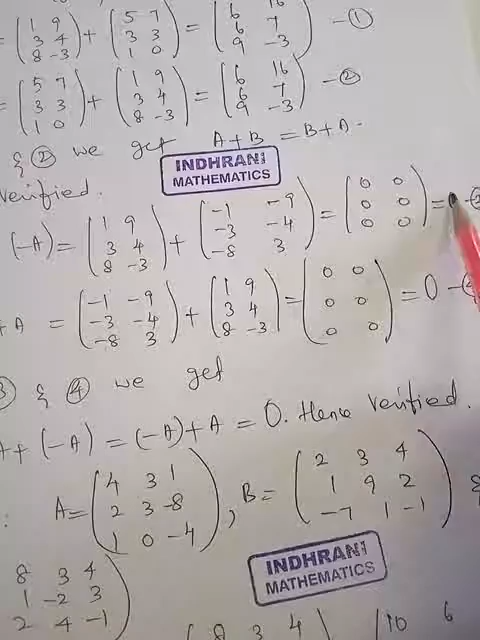 = (1 9 / 3 4 / 8 -3) + (5 7 / 3 3 / 1 0) = (6 16 / 6 7 / 9 -3) — ①
= (5 7 / 3 3 / 1 0) + (1 9 / 3 4 / 8 -3) = (6 16 / 6 7 / 9 -3) — ②
& ② we get A+B = B+A.
INDHRANI
MATHEMATICS
verified.
(-A) = (1 9 / 3 4 / 8 -3) + (-1 -9 / -3 -4 / -8 3) = (0 0 / 0 0 / 0 0) =
+A = (-1 -9 / -3 -4 / -8 3) + (1 9 / 3 4 / 8 -3) = (0 0 / 0 0 / 0 0) = 0 — ④
③ & ④ we get
A+(-A) = (-A)+A = 0. Hence verified.
: A = (4 3 1 / 2 3 -8 / 1 0 -4), B = (2 3 4 / 1 9 2 / -7 1 -1) &
INDHRANI
MATHEMATICS
8 3 4 / 1 -2 3 / 2 4 -1)
(8 3 4) (10 6